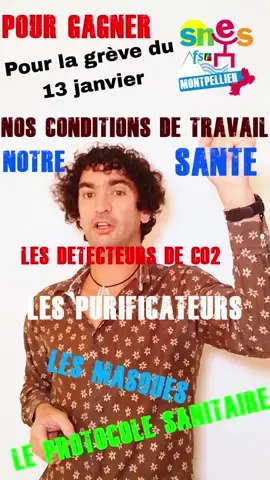 POUR GAGNER
snes
fsu
MONTPELLIER
Pour la grève du
13 janvier
NOS CONDITIONS DE TRAVAIL
NOTRE SANTE
LES DETECTEURS DE CO2
LES PURIFICATEURS
LES MASQUES
LE PROTOCOLE SANITAIRE